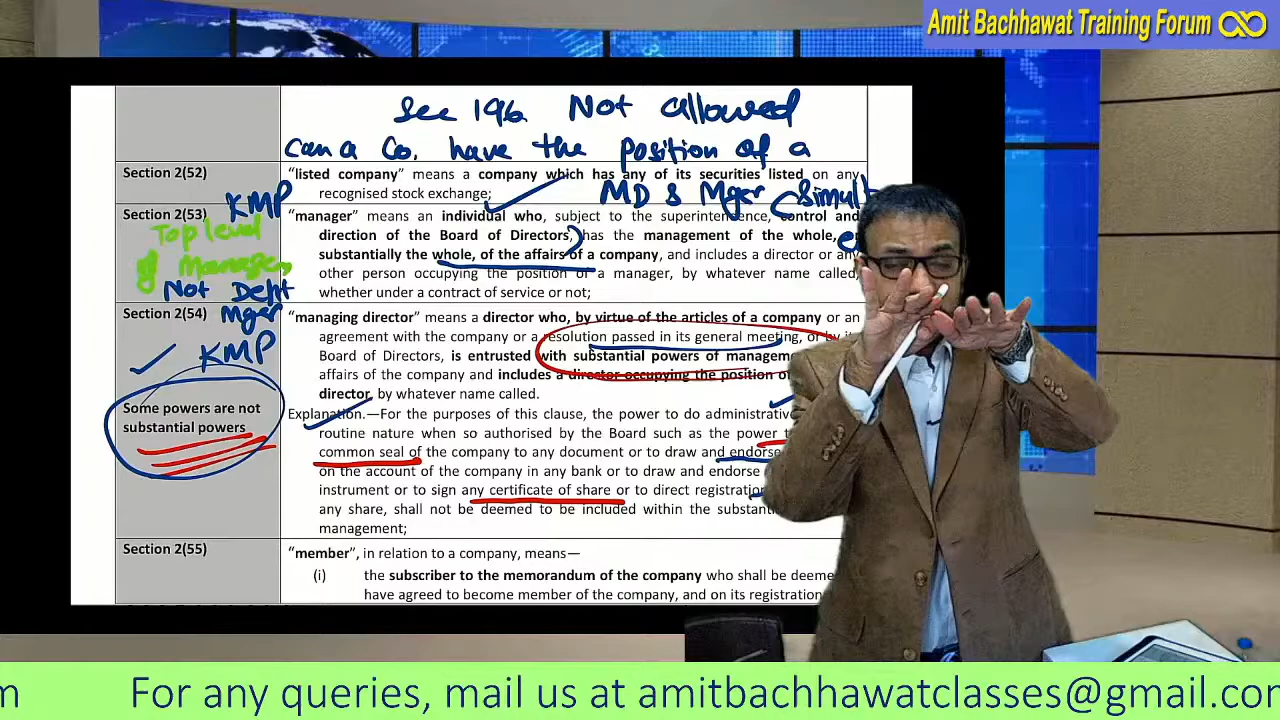 Amit Bachhawat Training Forum
Sec 196 Not allowed
Can a Co. have the position of a
MD & Mger (Simult
Section 2(52)
“listed company” means a company which has any of its securities listed on any
recognised stock exchange;
KMP
Section 2(53)
Top level
Manager
Not Dept
Mger
“manager” means an individual who, subject to the superintendence, control and
direction of the Board of Directors, has the management of the whole,
substantially the whole, of the affairs of a company, and includes a director or any
other person occupying the position of a manager, by whatever name called,
whether under a contract of service or not;
Section 2(54)
KMP
“managing director” means a director who, by virtue of the articles of a company or an
agreement with the company or a resolution passed in its general meeting, or by
Board of Directors, is entrusted with substantial powers of managem
affairs of the company and includes a director occupying the position
director, by whatever name called.
Some powers are not
substantial powers
Explanation.—For the purposes of this clause, the power to do administrativ
routine nature when so authorised by the Board such as the power
common seal of the company to any document or to draw and endors
on the account of the company in any bank or to draw and endorse
instrument or to sign any certificate of share or to direct registration
any share, shall not be deemed to be included within the substant
management;
Section 2(55)
“member”, in relation to a company, means—
(i) the subscriber to the memorandum of the company who shall be deeme
have agreed to become member of the company, and on its registration
m For any queries, mail us at amitbachhawatclasses@gmail.cor